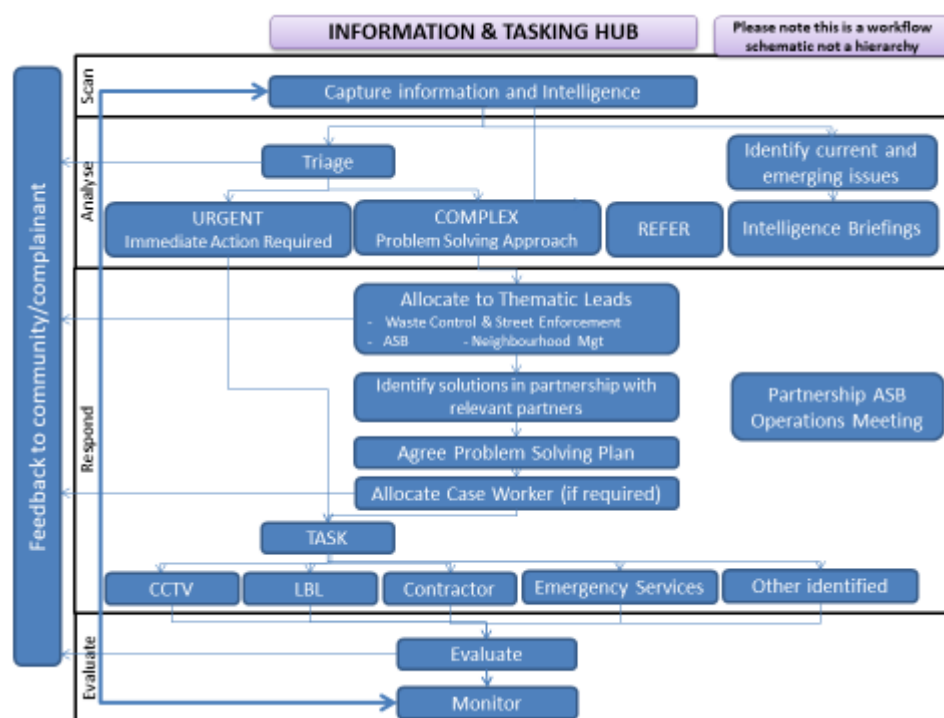 INFORMATION & TASKING HUB
Please note this is a workflow
schematic not a hierarchy
Feedback to community/complainant
Scan
Capture information and Intelligence
Analyse
Triage
Identify current and
emerging issues
URGENT
Immediate Action Required
COMPLEX
Problem Solving Approach
REFER
Intelligence Briefings
Respond
Allocate to Thematic Leads
- Waste Control & Street Enforcement
- ASB - Neighbourhood Mgt
Identify solutions in partnership with
relevant partners
Partnership ASB
Operations Meeting
Agree Problem Solving Plan
Allocate Case Worker (if required)
TASK
CCTV
LBL
Contractor
Emergency Services
Other identified
Evaluate
Evaluate
Monitor